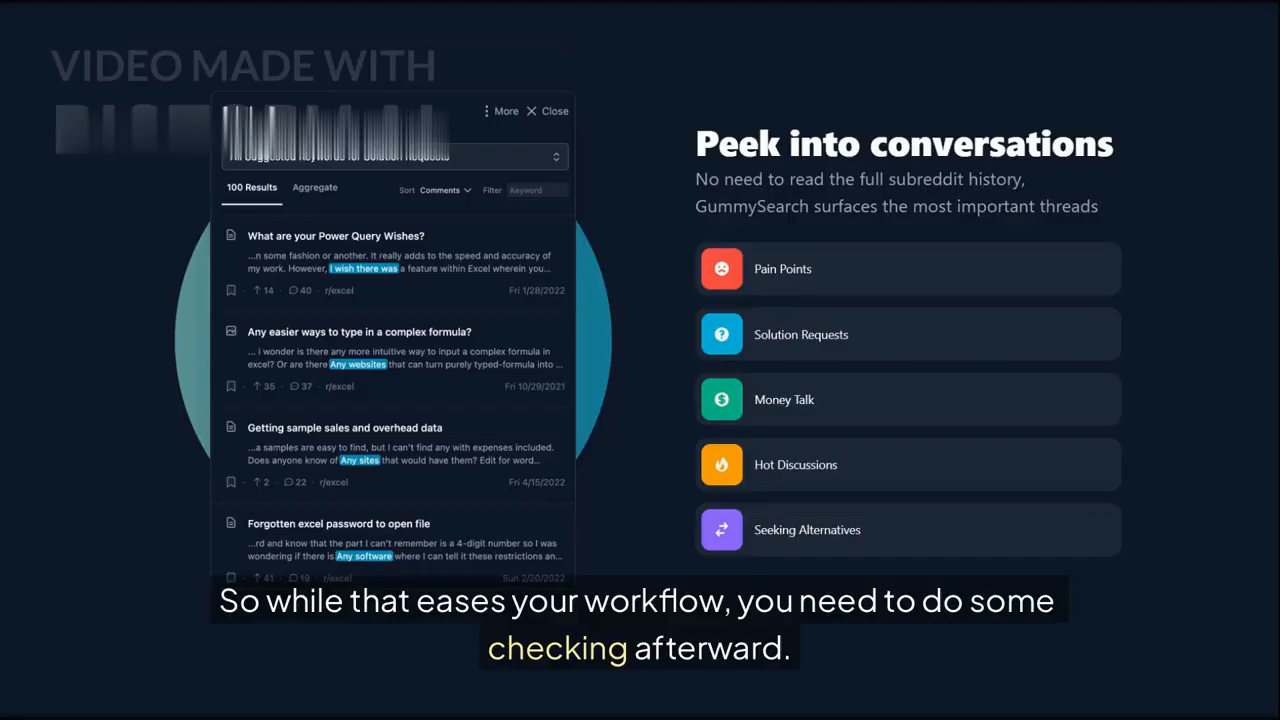 VIDEO MADE WITH
More
Close
100 Results
Aggregate
Sort
Comments
Filter
Keyword
What are your Power Query Wishes?
...n some fashion or another. It really adds to the speed and accuracy of
my work. However, I wish there was a feature within Excel wherein you...
14
40
r/excel
Fri 1/28/2022
Any easier ways to type in a complex formula?
... i wonder is there any more intuitive way to input a complex formula in
excel? Or are there Any websites that can turn purely typed-formula into ...
35
37
r/excel
Fri 10/29/2021
Getting sample sales and overhead data
...a samples are easy to find, but I can't find any with expenses included.
Does anyone know of Any sites that would have them? Edit for word...
2
22
r/excel
Fri 4/15/2022
Forgotten excel password to open file
...rd and know that the part I can't remember is a 4-digit number so I was
wondering if there is Any software where I can tell it these restrictions an...
41
19
r/excel
Sun 2/20/2022
Peek into conversations
No need to read the full subreddit history,
GummySearch surfaces the most important threads
Pain Points
Solution Requests
Money Talk
Hot Discussions
Seeking Alternatives
So while that eases your workflow, you need to do some
checking afterward.